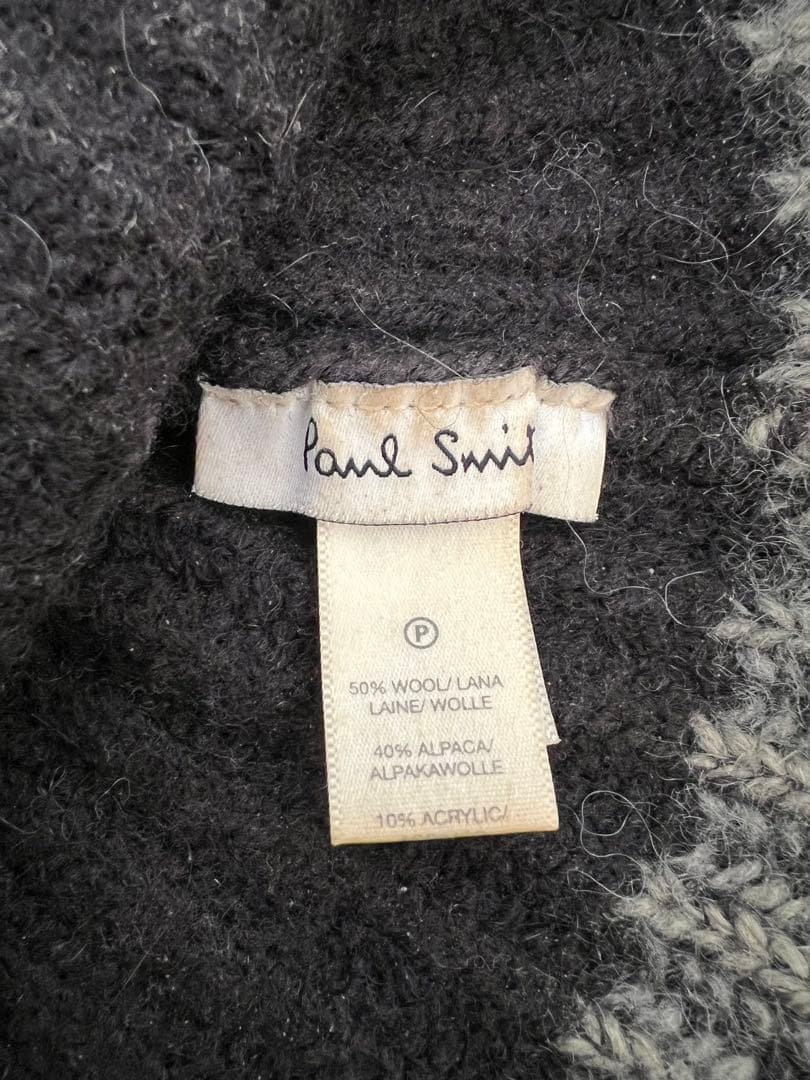 Paul Smit
Ⓟ
50% WOOL/ LANA
LAINE/ WOLLE
40% ALPACA/
ALPAKAWOLLE
10% ACRYLIC/